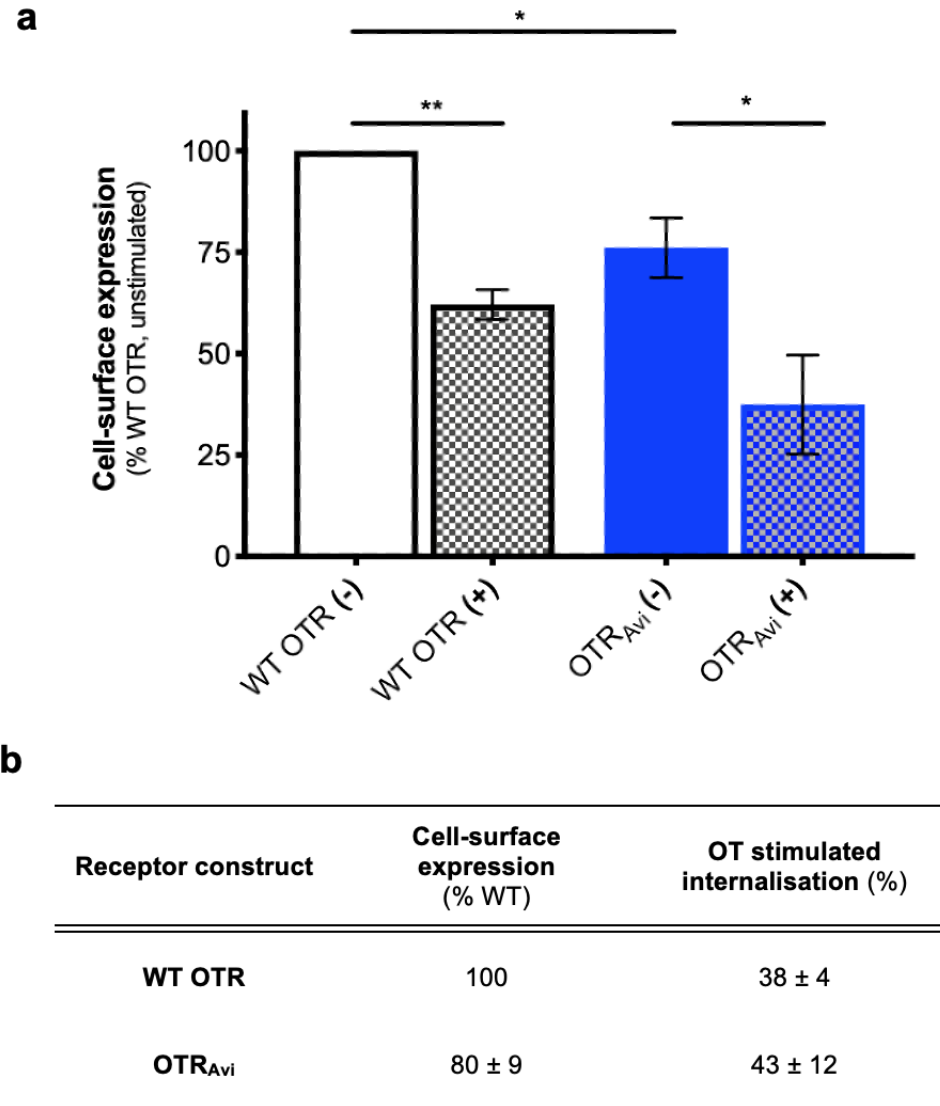 a
*
**
*
Cell-surface expression
(% WT OTR, unstimulated)
100
75
50
25
0
WT OTR (-)
WT OTR (+)
OTRAvi (-)
OTRAvi (+)
b
Receptor construct
Cell-surface
expression
(% WT)
OT stimulated
internalisation (%)
WT OTR
100
38 ± 4
OTRAvi
80 ± 9
43 ± 12